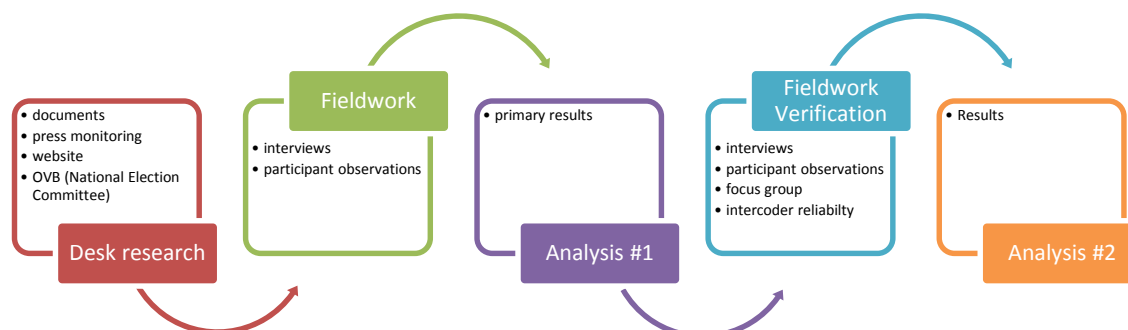 • documents
• press monitoring
• website
• OVB (National Election
Committee)
Desk research
Fieldwork
• interviews
• participant observations
• primary results
Analysis #1
Fieldwork
Verification
• interviews
• participant observations
• focus group
• intercoder reliabilty
• Results
Analysis #2